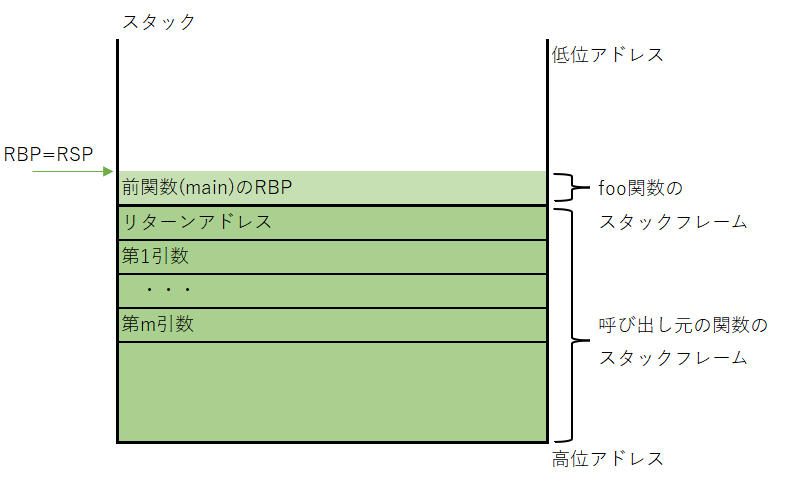 スタック
低位アドレス
RBP=RSP
前関数(main)のRBP
foo関数の
スタックフレーム
リターンアドレス
第1引数
・・・
第m引数
呼び出し元の関数の
スタックフレーム
高位アドレス